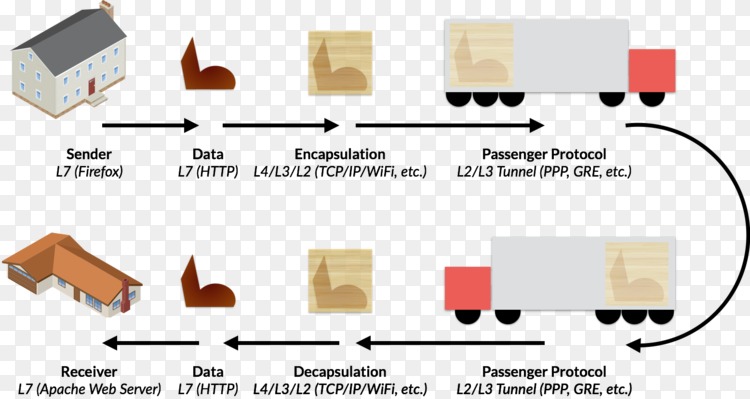 Sender
L7 (Firefox)
Data
L7 (HTTP)
Encapsulation
L4/L3/L2 (TCP/IP/WiFi, etc.)
Passenger Protocol
L2/L3 Tunnel (PPP, GRE, etc.)
Receiver
L7 (Apache Web Server)
Data
L7 (HTTP)
Decapsulation
L4/L3/L2 (TCP/IP/WiFi, etc.)
Passenger Protocol
L2/L3 Tunnel (PPP, GRE, etc.)